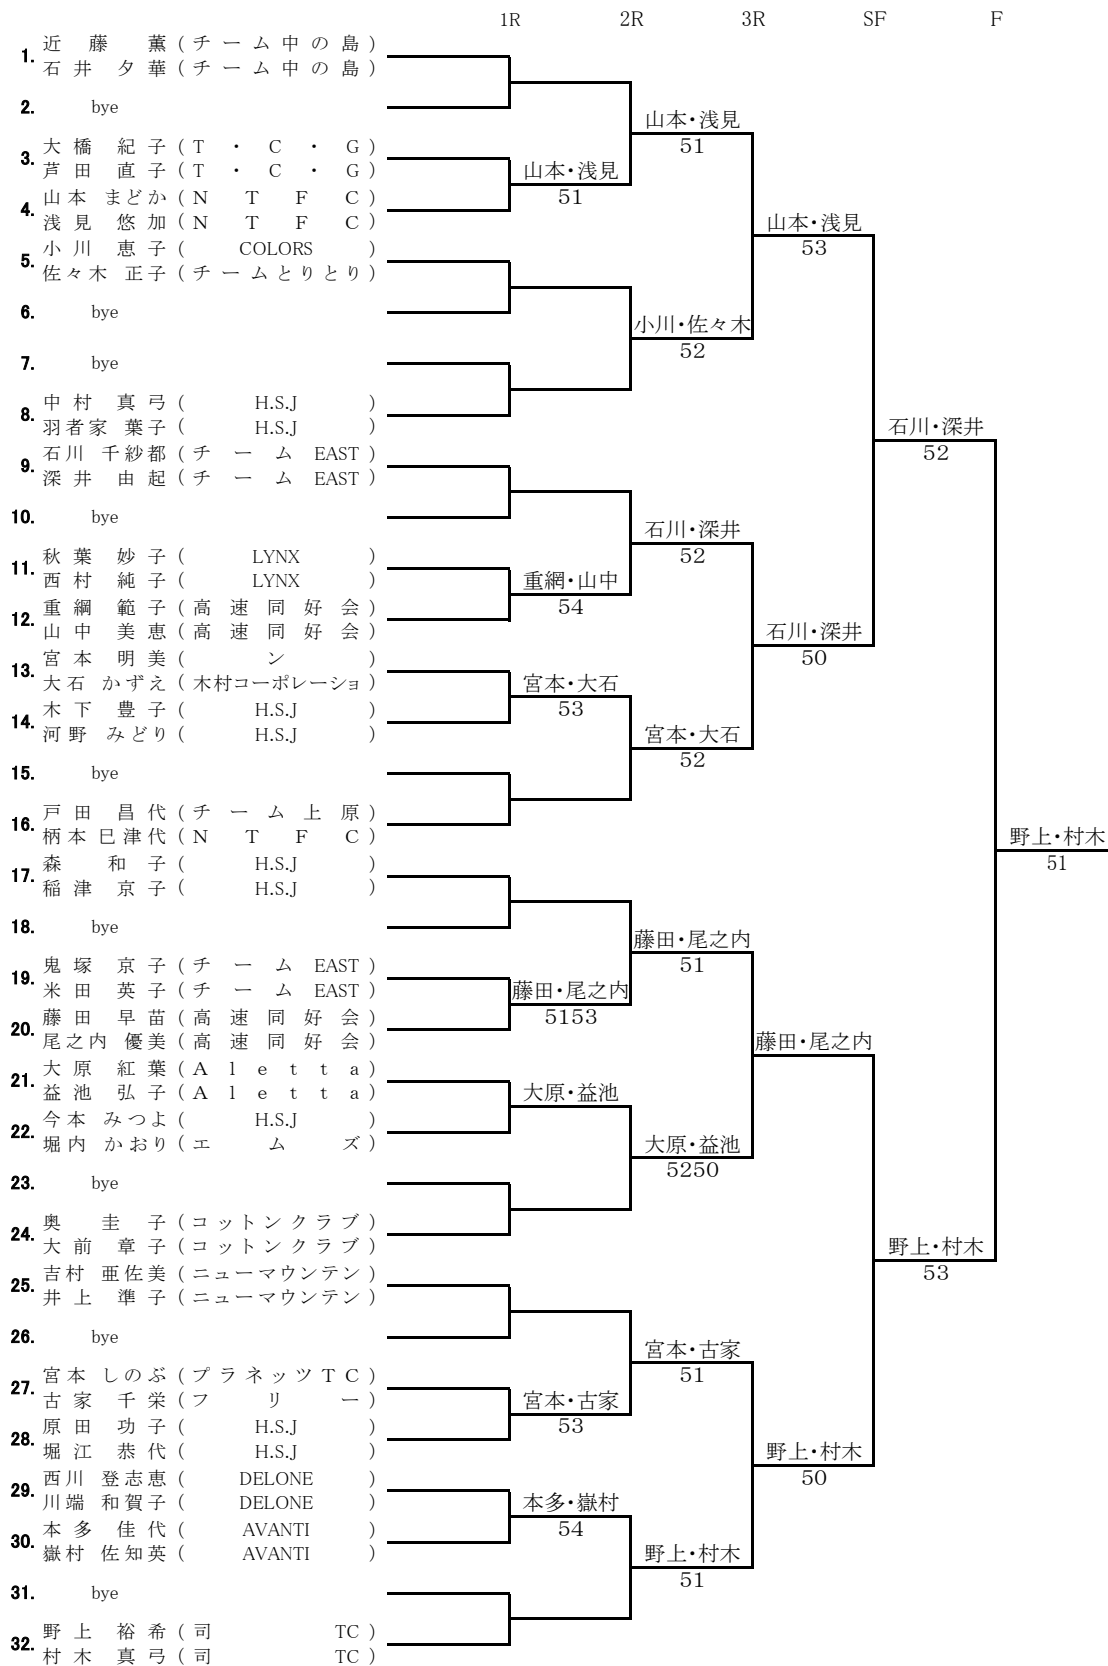 1R 2R 3R SF F
1. 近藤 薫 (チーム中の島)
石井 夕華 (チーム中の島)
2. bye
3. 大橋 紀子 (T・C・G)
芦田 直子 (T・C・G)
4. 山本 まどか (NTFC)
浅見 悠加 (NTFC)
5. 小川 恵子 (COLORS)
佐々木 正子 (チームとりとり)
6. bye
7. bye
8. 中村 真弓 (H.S.J)
羽者家 葉子 (H.S.J)
9. 石川 千紗都 (チーム EAST)
深井 由起 (チーム EAST)
10. bye
11. 秋葉 妙子 (LYNX)
西村 純子 (LYNX)
12. 重綱 範子 (高速同好会)
山中 美恵 (高速同好会)
13. 宮本 明美 (ン)
大石 かずえ (木村コーポレーショ)
14. 木下 豊子 (H.S.J)
河野 みどり (H.S.J)
15. bye
16. 戸田 昌代 (チーム上原)
柄本 巳津代 (NTFC)
17. 森 和子 (H.S.J)
稲津 京子 (H.S.J)
18. bye
19. 鬼塚 京子 (チーム EAST)
米田 英子 (チーム EAST)
20. 藤田 早苗 (高速同好会)
尾之内 優美 (高速同好会)
21. 大原 紅葉 (Aletta)
益池 弘子 (Aletta)
22. 今本 みつよ (H.S.J)
堀内 かおり (エムズ)
23. bye
24. 奥 圭子 (コットンクラブ)
大前 章子 (コットンクラブ)
25. 吉村 亜佐美 (ニューマウンテン)
井上 準子 (ニューマウンテン)
26. bye
27. 宮本 しのぶ (プラネッツTC)
古家 千栄 (フリー)
28. 原田 功子 (H.S.J)
堀江 恭代 (H.S.J)
29. 西川 登志恵 (DELONE)
川端 和賀子 (DELONE)
30. 本多 佳代 (AVANTI)
嶽村 佐知英 (AVANTI)
31. bye
32. 野上 裕希 (司 TC)
村木 真弓 (司 TC)
山本・浅見
51
重網・山中
54
宮本・大石
53
藤田・尾之内
5153
大原・益池
宮本・古家
53
本多・嶽村
54
山本・浅見
51
小川・佐々木
52
石川・深井
52
宮本・大石
52
藤田・尾之内
51
大原・益池
5250
宮本・古家
51
野上・村木
51
山本・浅見
53
石川・深井
50
藤田・尾之内
野上・村木
50
石川・深井
52
野上・村木
53
野上・村木
51